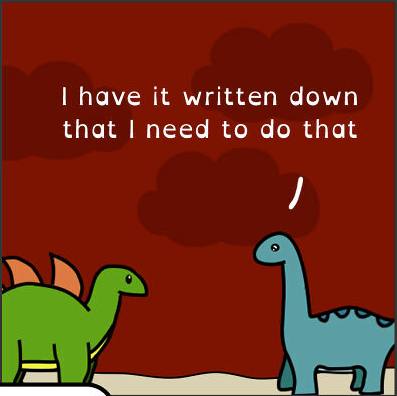 I have it written down
that I need to do that